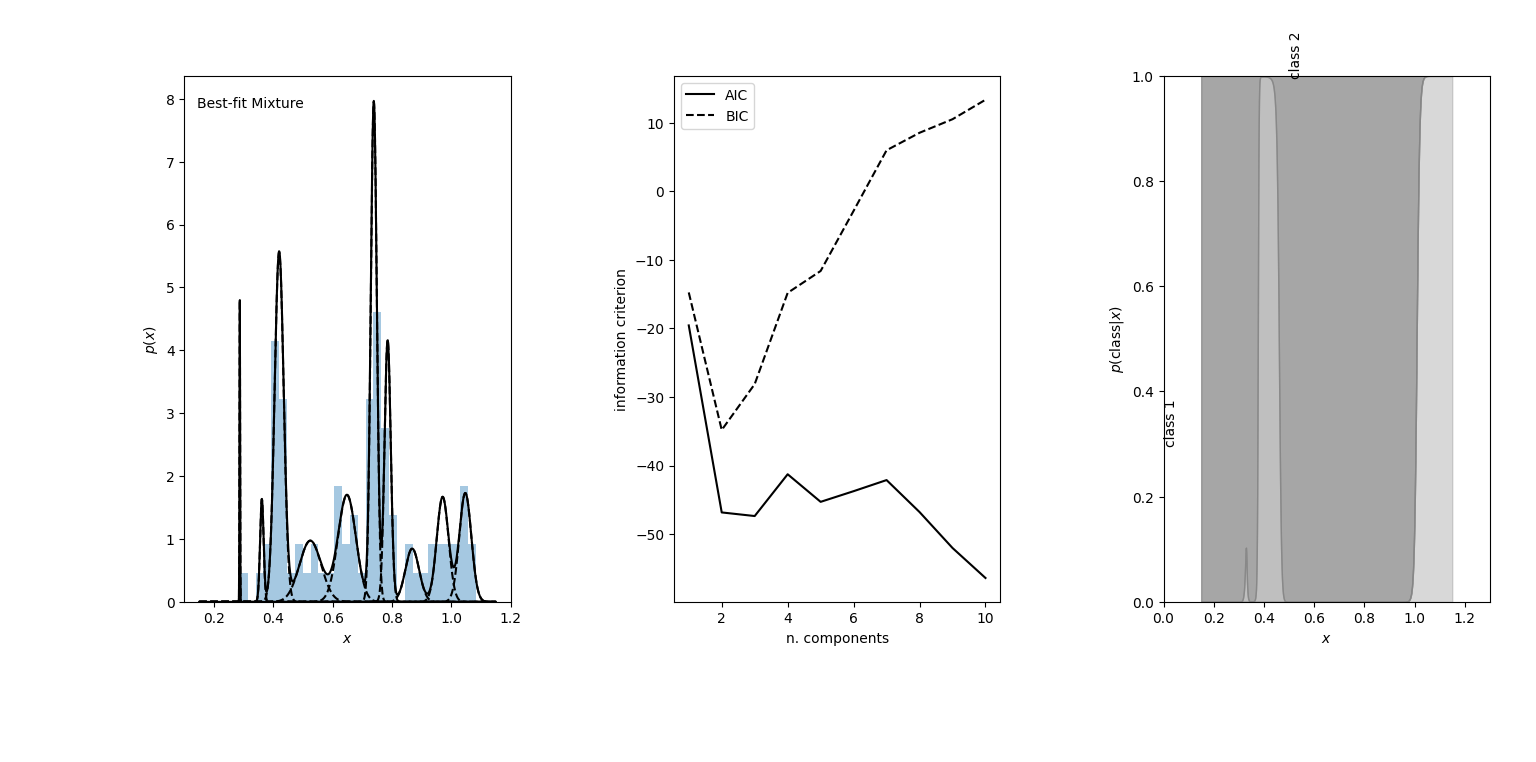 Best-fit Mixture
p(x)
8
7
6
5
4
3
2
1
0
0.2 0.4 0.6 0.8 1.0 1.2
x
AIC
BIC
information criterion
10
0
−10
−20
−30
−40
−50
2 4 6 8 10
n. components
class 2
class 1
p(class|x)
1.0
0.8
0.6
0.4
0.2
0.0
0.0 0.2 0.4 0.6 0.8 1.0 1.2
x